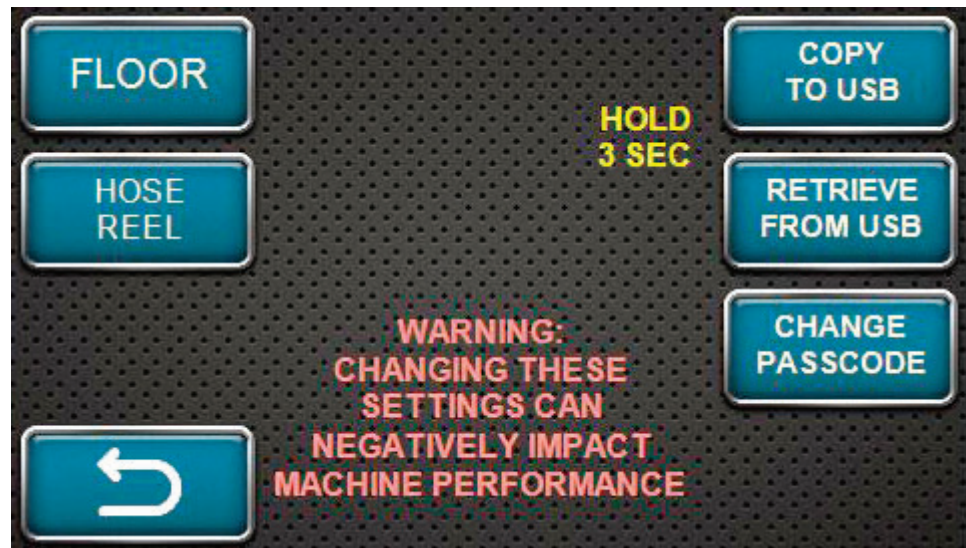 FLOOR
HOSE
REEL
HOLD
3 SEC
COPY
TO USB
RETRIEVE
FROM USB
CHANGE
PASSCODE
WARNING:
CHANGING THESE
SETTINGS CAN
NEGATIVELY IMPACT
MACHINE PERFORMANCE